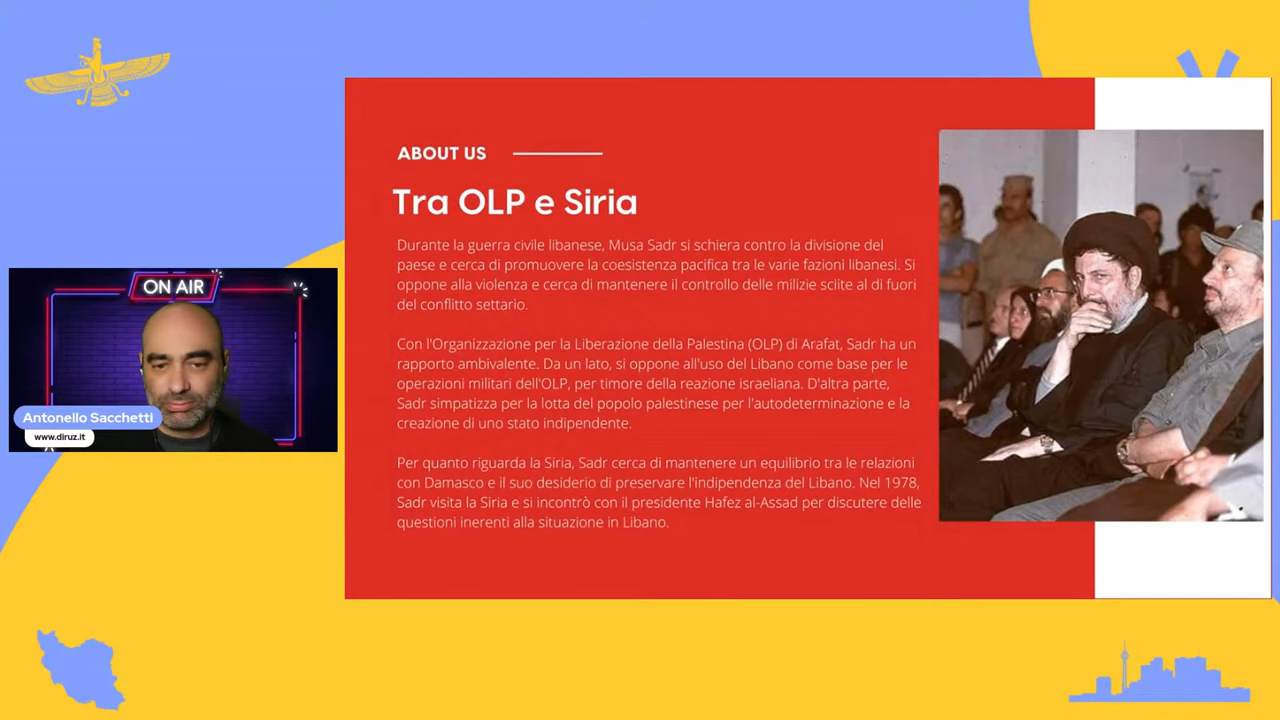 ABOUT US
Tra OLP e Siria
Durante la guerra civile libanese, Musa Sadr si schiera contro la divisione del
paese e cerca di promuovere la coesistenza pacifica tra le varie fazioni libanesi. Si
oppone alla violenza e cerca di mantenere il controllo delle milizie sciite al di fuori
del conflitto settario.
Con l'Organizzazione per la Liberazione della Palestina (OLP) di Arafat, Sadr ha un
rapporto ambivalente. Da un lato, si oppone all'uso del Libano come base per le
operazioni militari dell'OLP, per timore della reazione israeliana. D'altra parte,
Sadr simpatizza per la lotta del popolo palestinese per l'autodeterminazione e la
creazione di uno stato indipendente.
Per quanto riguarda la Siria, Sadr cerca di mantenere un equilibrio tra le relazioni
con Damasco e il suo desiderio di preservare l'indipendenza del Libano. Nel 1978,
Sadr visita la Siria e si incontrò con il presidente Hafez al-Assad per discutere delle
questioni inerenti alla situazione in Libano.
ON AIR
Antonello Sacchetti
www.diruz.it